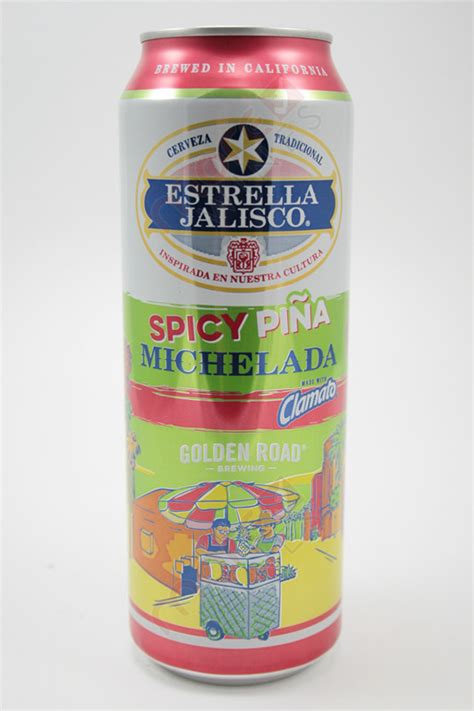 BREWED IN CALIFORNIA
CERVEZA TRADICIONAL
ESTRELLA
JALISCO®
INSPIRADA EN NUESTRA CULTURA
SPICY PIÑA
MICHELADA
MADE WITH
Clamato
GOLDEN ROAD®
BREWING